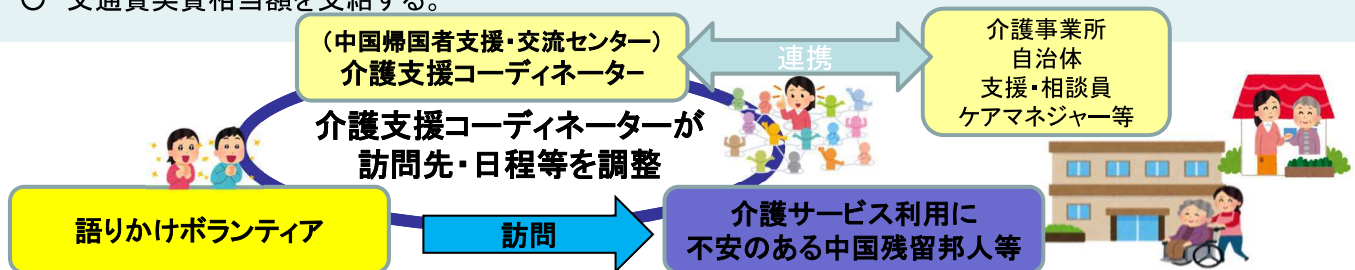 ○ 交通費実費相当額を支給する。
（中国帰国者支援・交流センター）
介護支援コーディネーター
連携
介護事業所
自治体
支援・相談員
ケアマネジャー等
介護支援コーディネーターが
訪問先・日程等を調整
語りかけボランティア
訪問
介護サービス利用に
不安のある中国残留邦人等